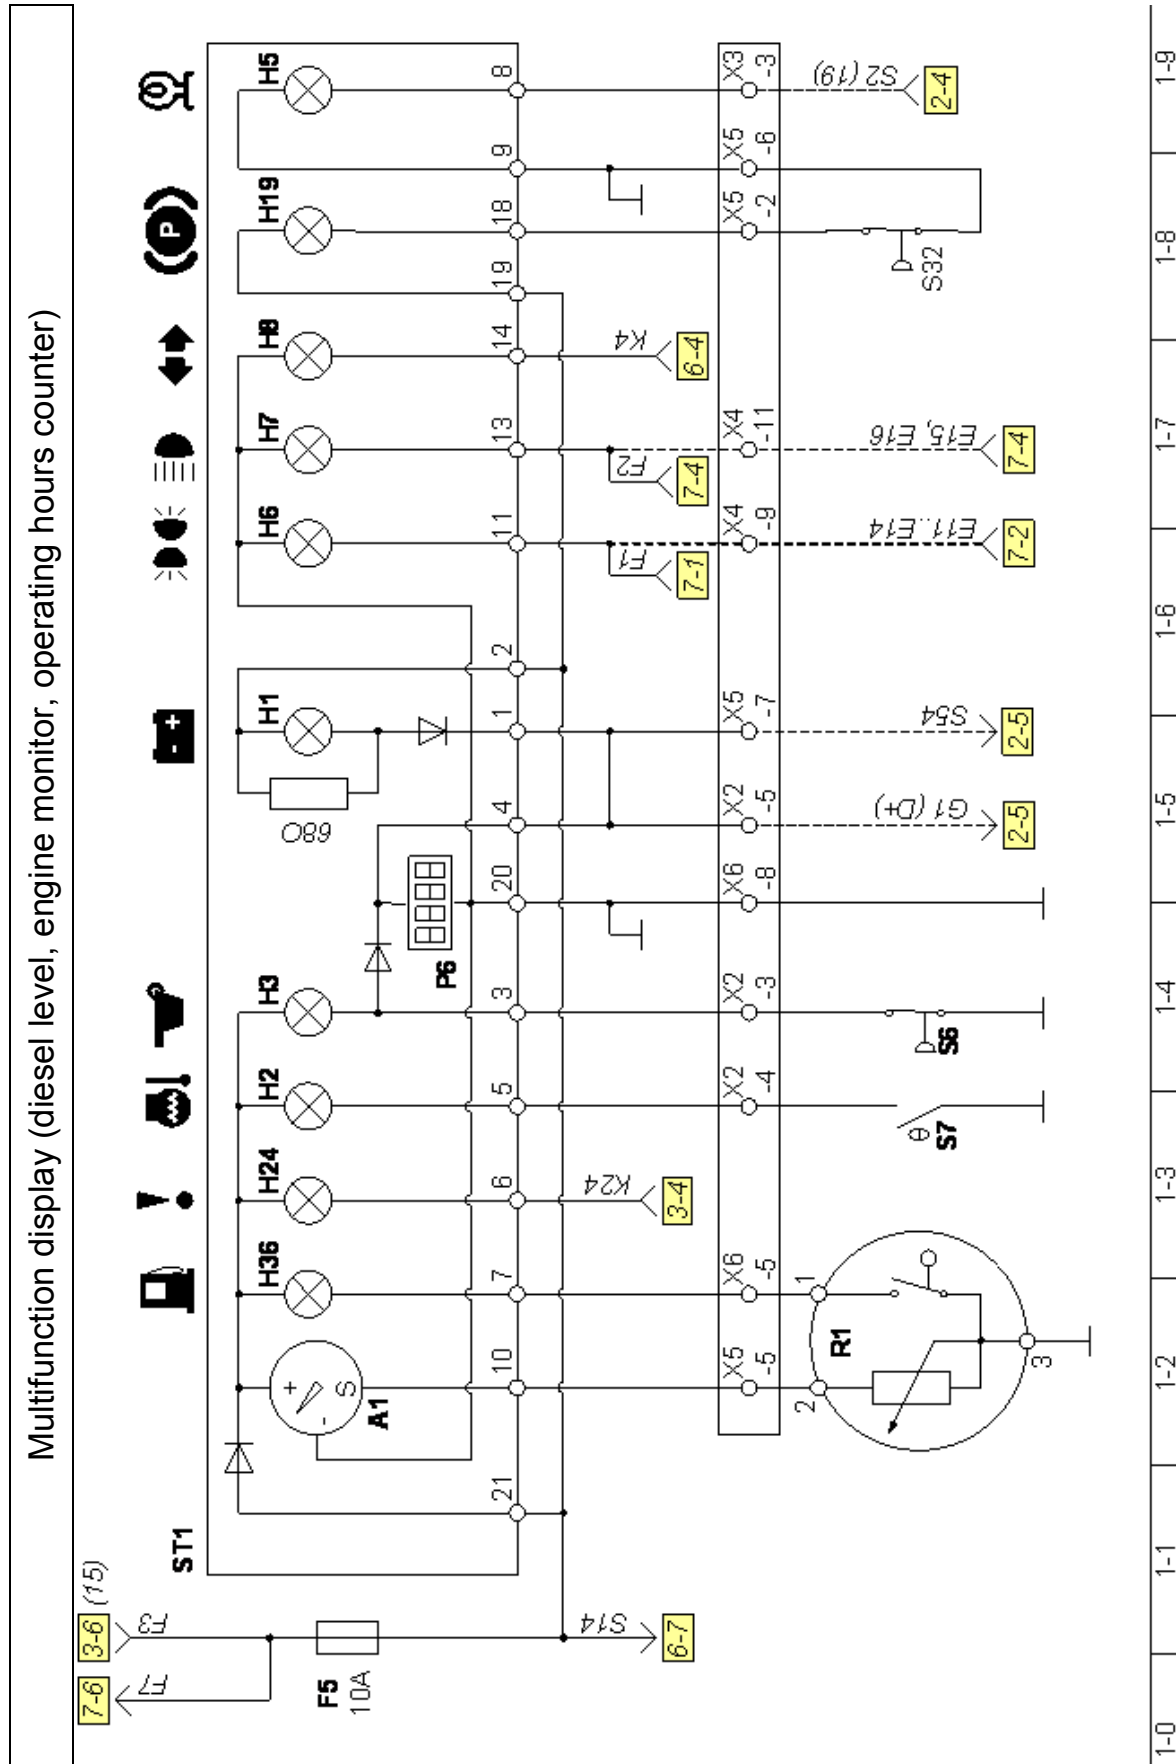 Multifunction display (diesel level, engine monitor, operating hours counter)
7-6
3-6
(15)
F7
F3
F5
10A
S14
6-7
ST1
A1
+
-
S
H36
H24
H2
H3
P6
680
H1
- +
H6
H7
H8
H19
P
H5
21
10
7
6
5
3
20
4
1
2
11
13
14
19
18
9
8
K24
3-4
F1
7-1
F2
7-4
K4
6-4
X5
-5
X6
-5
X2
-4
X2
-3
X6
-8
X2
-5
X5
-7
X4
-9
X4
-11
X5
-2
X5
-6
X3
-3
R1
1
2
3
θ
S7
S6
G1 (D+)
2-5
S54
2-5
E11..E14
7-2
E15, E16
7-4
S32
S2 (19)
2-4
1-0
1-1
1-2
1-3
1-4
1-5
1-6
1-7
1-8
1-9